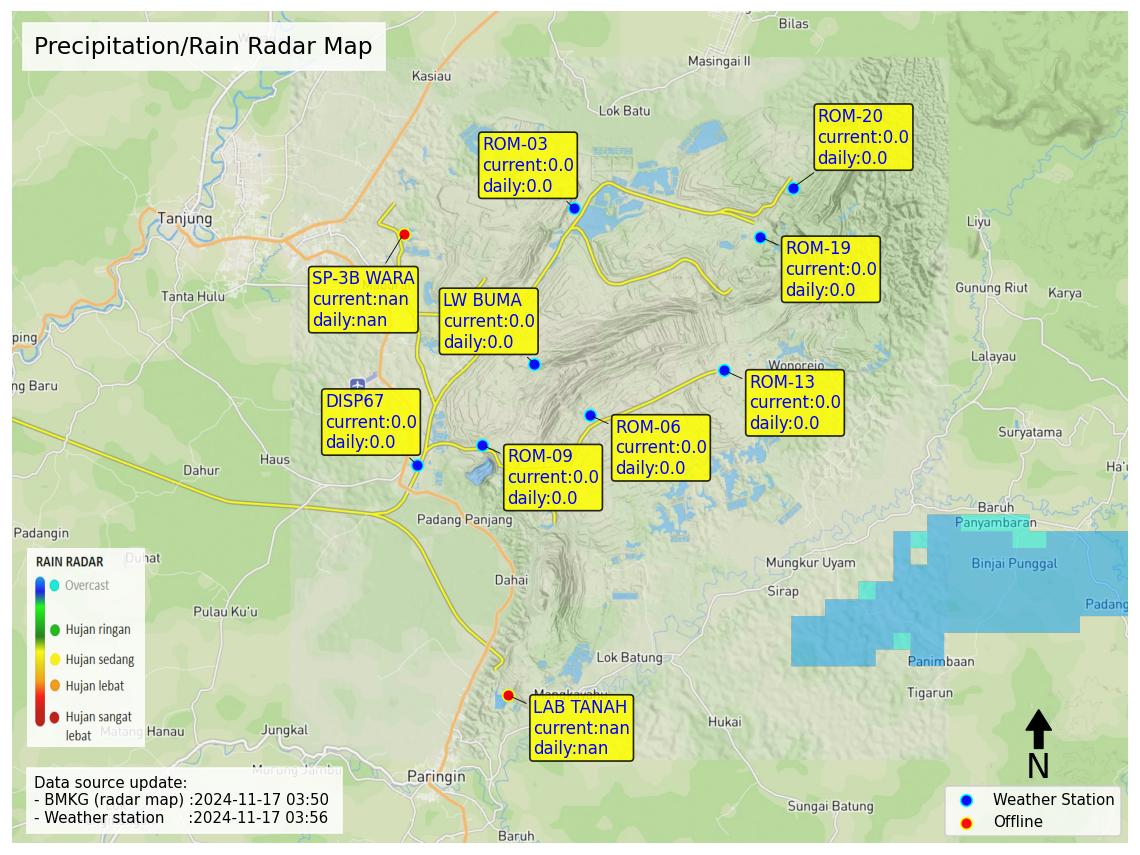 Precipitation/Rain Radar Map
Bilas
Masingai II
Kasiau
Lok Batu
ROM-20
current:0.0
daily:0.0
ROM-03
current:0.0
daily:0.0
Tanjung
Liyu
ROM-19
current:0.0
daily:0.0
SP-3B WARA
current:nan
daily:nan
Tanta Hulu
LW BUMA
current:0.0
daily:0.0
Gunung Riut
Karya
ping
ng Baru
Lalayau
Wonorejo
ROM-13
current:0.0
daily:0.0
DISP67
current:0.0
daily:0.0
ROM-06
current:0.0
daily:0.0
Suryatama
ROM-09
current:0.0
daily:0.0
Haus
Dahur
Ha'u
Padang Panjang
Baruh
Panyambaran
Padangin
Duhat
Mungkur Uyam
Binjai Punggal
Dahai
Sirap
Padang
Pulau Ku'u
RAIN RADAR
Overcast
Hujan ringan
Hujan sedang
Hujan lebat
Hujan sangat
lebat
Lok Batung
Panimbaan
Tigarun
Mangkayahu
LAB TANAH
current:nan
daily:nan
Hukai
Matang Hanau
Jungkal
Murung Jambu
Paringin
Sungai Batung
Baruh
Data source update:
- BMKG (radar map) :2024-11-17 03:50
- Weather station :2024-11-17 03:56
N
Weather Station
Offline